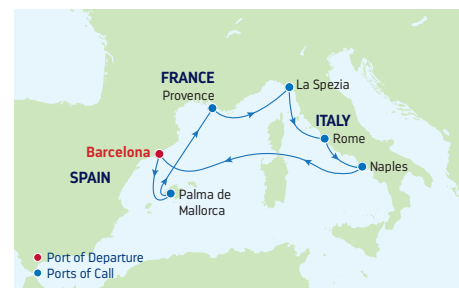 FRANCE
Provence
La Spezia
ITALY
Rome
Barcelona
Naples
SPAIN
Palma de
Mallorca
Port of Departure
Ports of Call